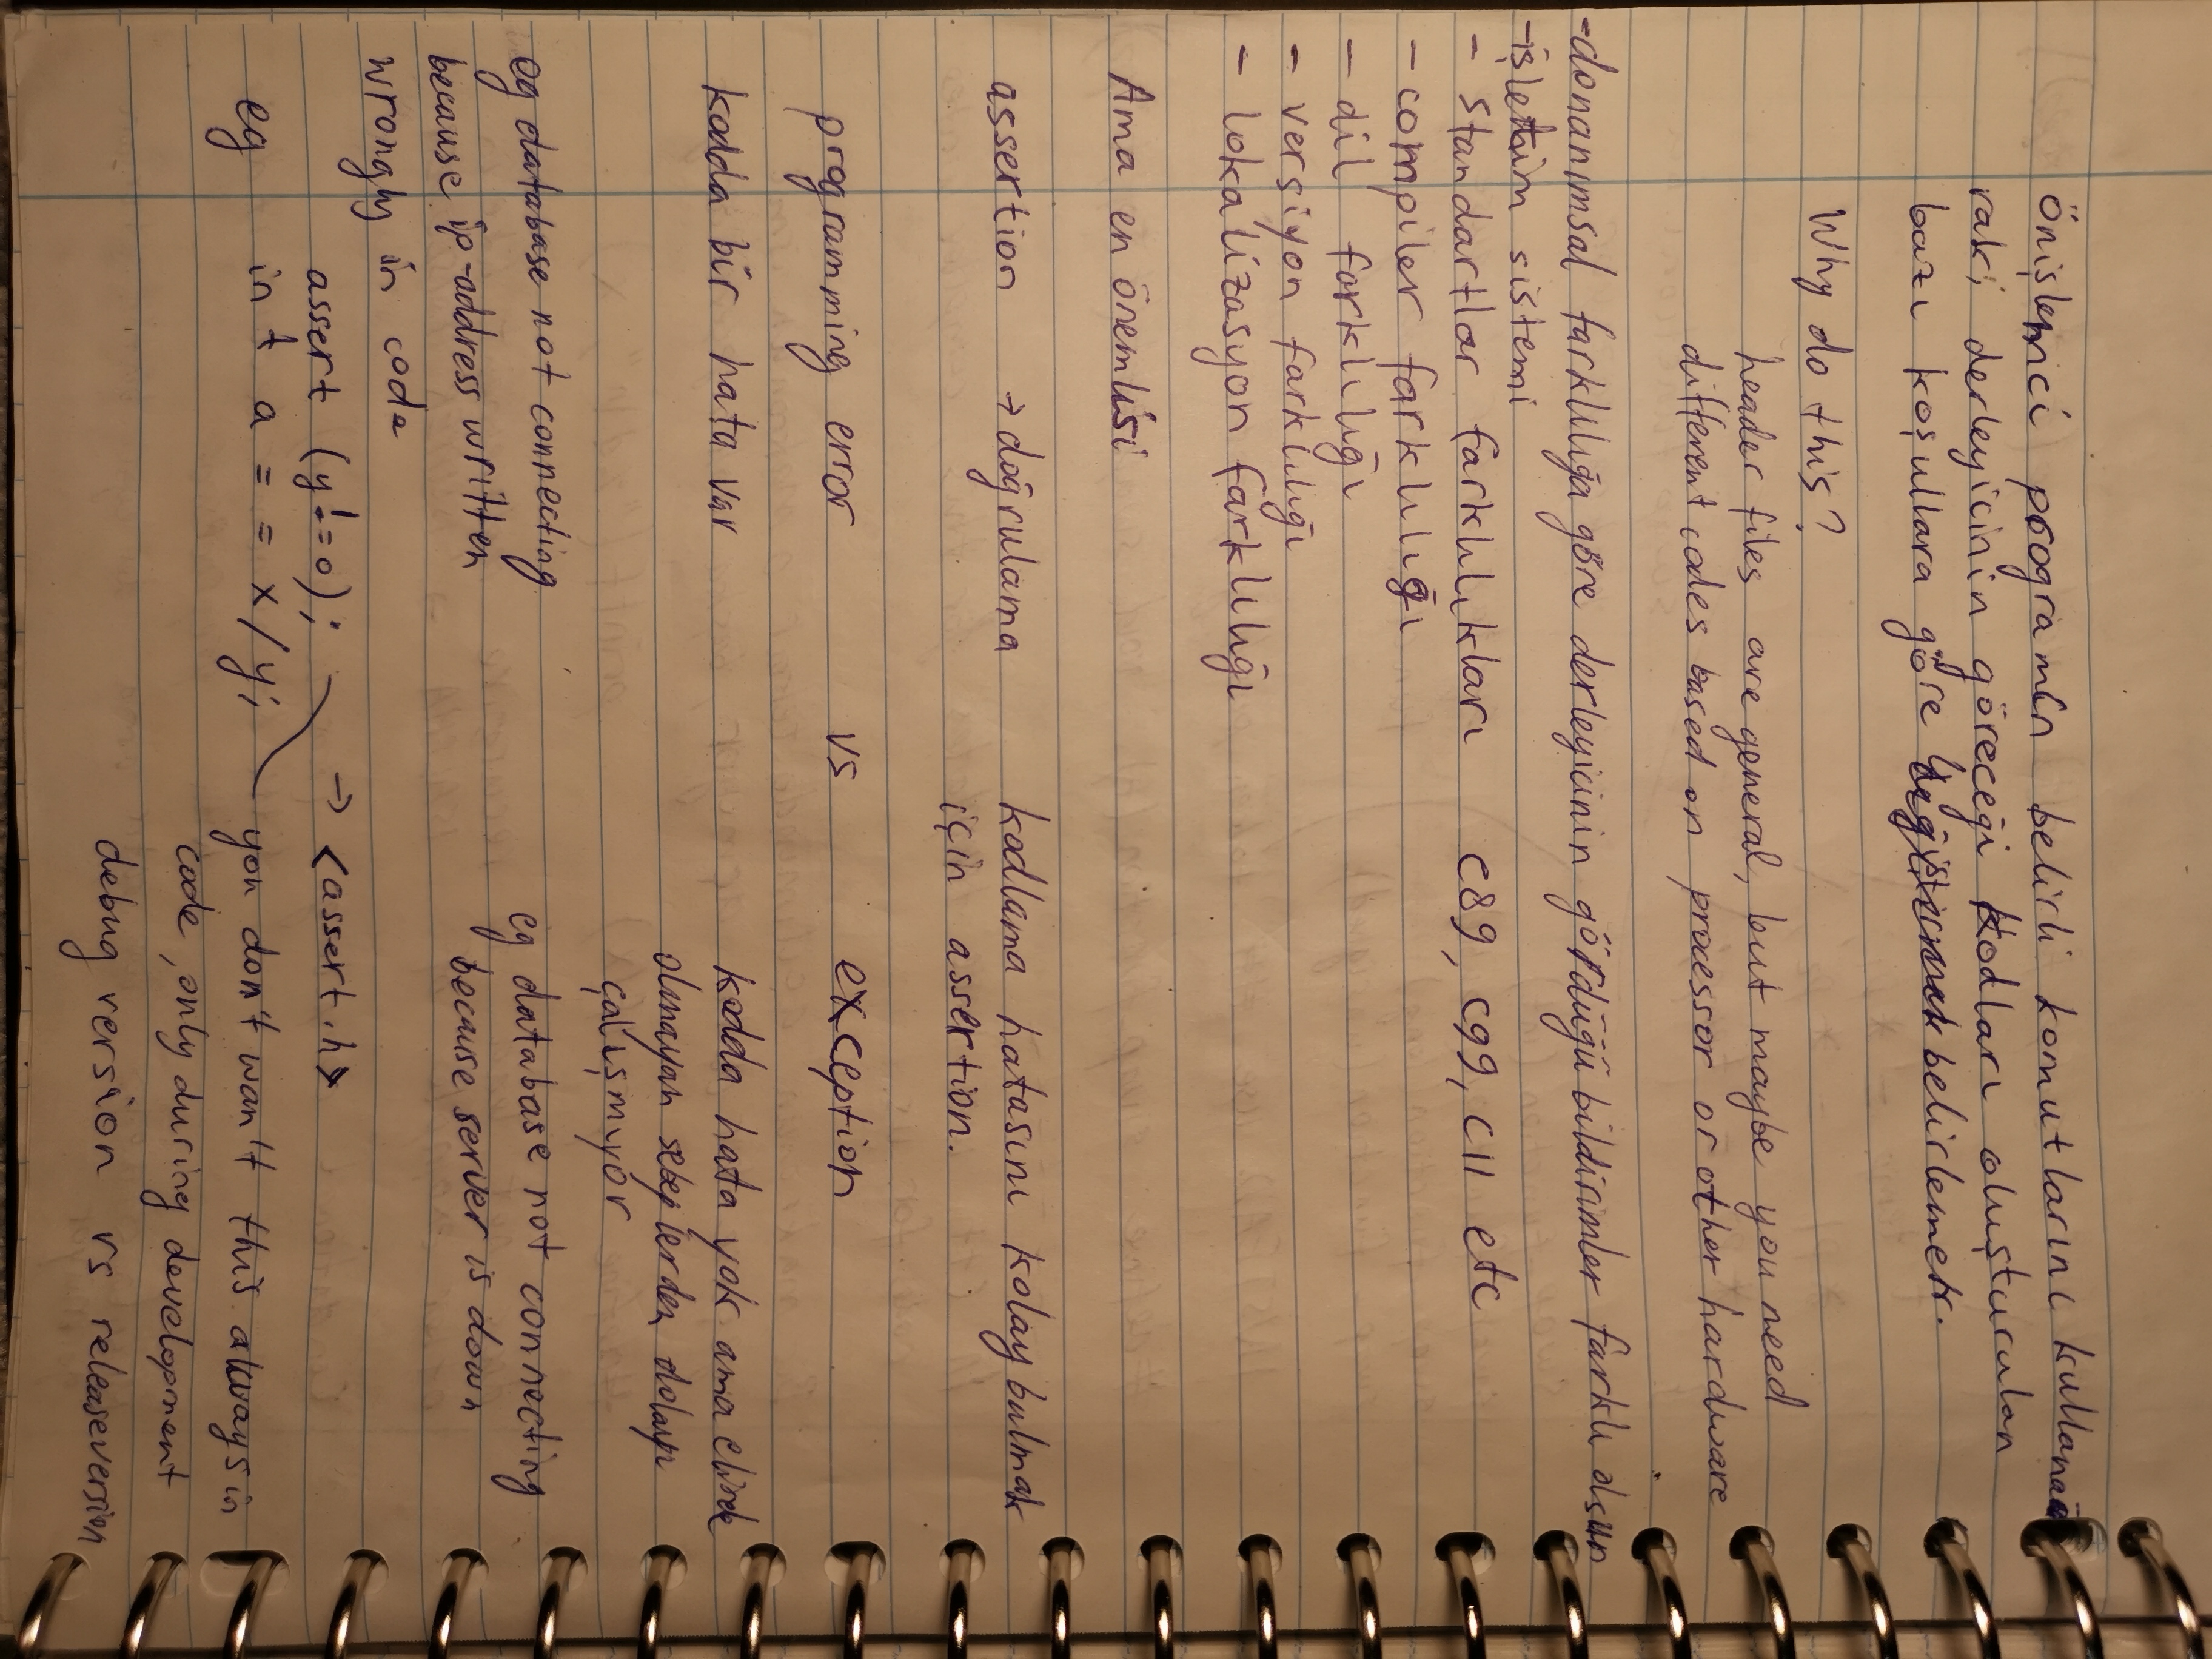 önişlemci programın belirli komutlarını kullana
rak; derleyicinin göreceği kodları oluşturulan
bazı koşullara göre belirlemek.
Why do this?
header files are general, but maybe you need
different codes based on processor or other hardware
-donanımsal farklılığa göre derleyicinin gördüğü bildirimler farklı olsun
-işletim sistemi
- standartlar farklılıkları C89, C99, C11 etc
- compiler farklılığı
- dil farklılığı
- versiyon farklılığı
- lokalizasyon farklılığı
Ama en önemlisi
assertion → doğrulama kodlama hatasını kolay bulmak
için assertion.
programming error vs exception
kodda bir hata var kodda hata yok ama elinde
olmayan sebeplerden dolayı
çalışmıyor
eg database not connecting eg database not connecting
because ip-address written because server is down
wrongly in code
assert (y!=0); → <assert.h>
eg int a = = x/y; you don't wan't this always in
code, only during development
debug version vs release version